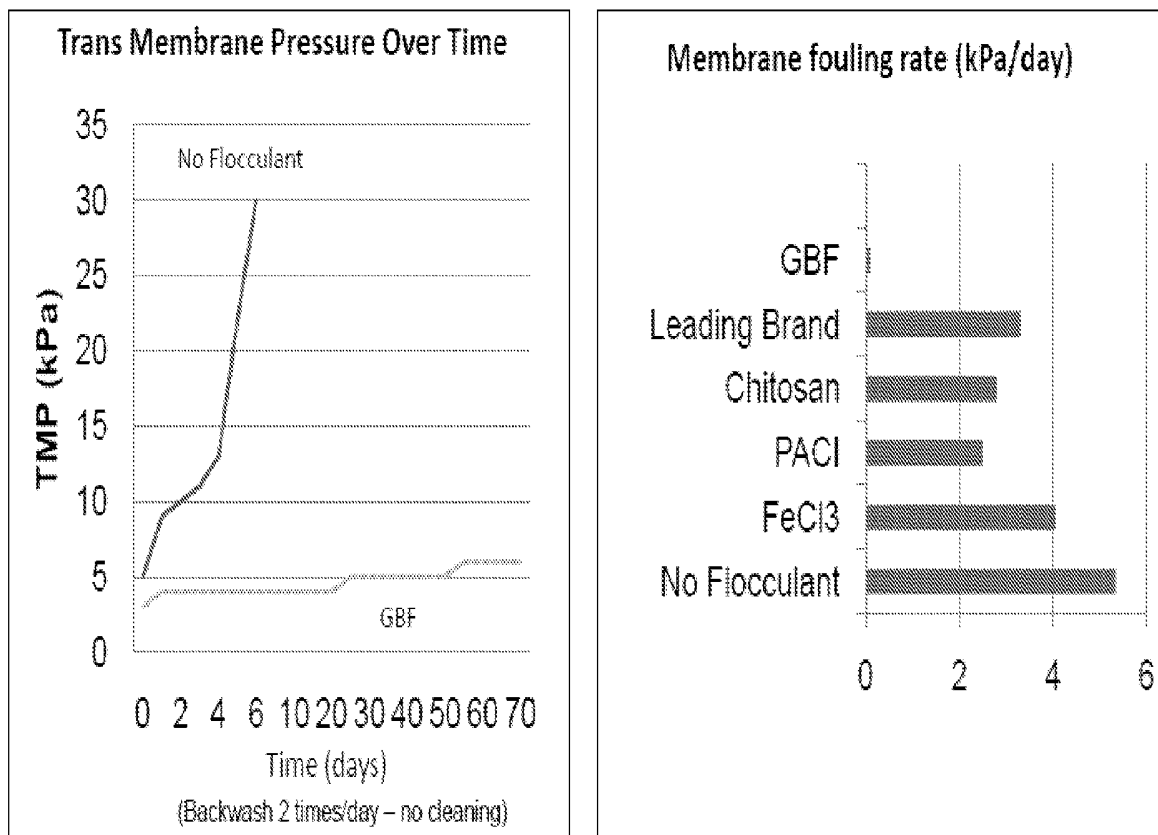 Trans Membrane Pressure Over Time
35
No Flocculant
30
25
20
15
10
5
GBF
0
TMP (kPa)
0 2 4 6 10 20 30 40 50 60 70
Time (days)
(Backwash 2 times/day – no cleaning)
Membrane fouling rate (kPa/day)
GBF
Leading Brand
Chitosan
PACl
FeCl3
No Flocculant
0 2 4 6